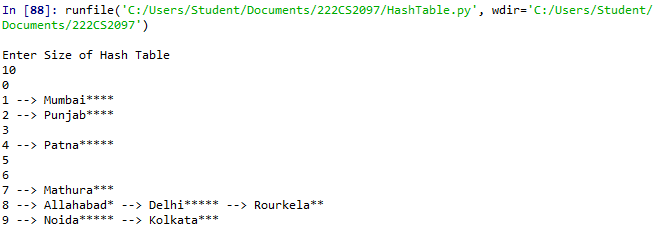 In [88]: runfile('C:/Users/Student/Documents/222CS2097/HashTable.py', wdir='C:/Users/Student/
Documents/222CS2097')
Enter Size of Hash Table
10
0
1 --> Mumbai****
2 --> Punjab****
3
4 --> Patna*****
5
6
7 --> Mathura***
8 --> Allahabad* --> Delhi***** --> Rourkela**
9 --> Noida***** --> Kolkata***